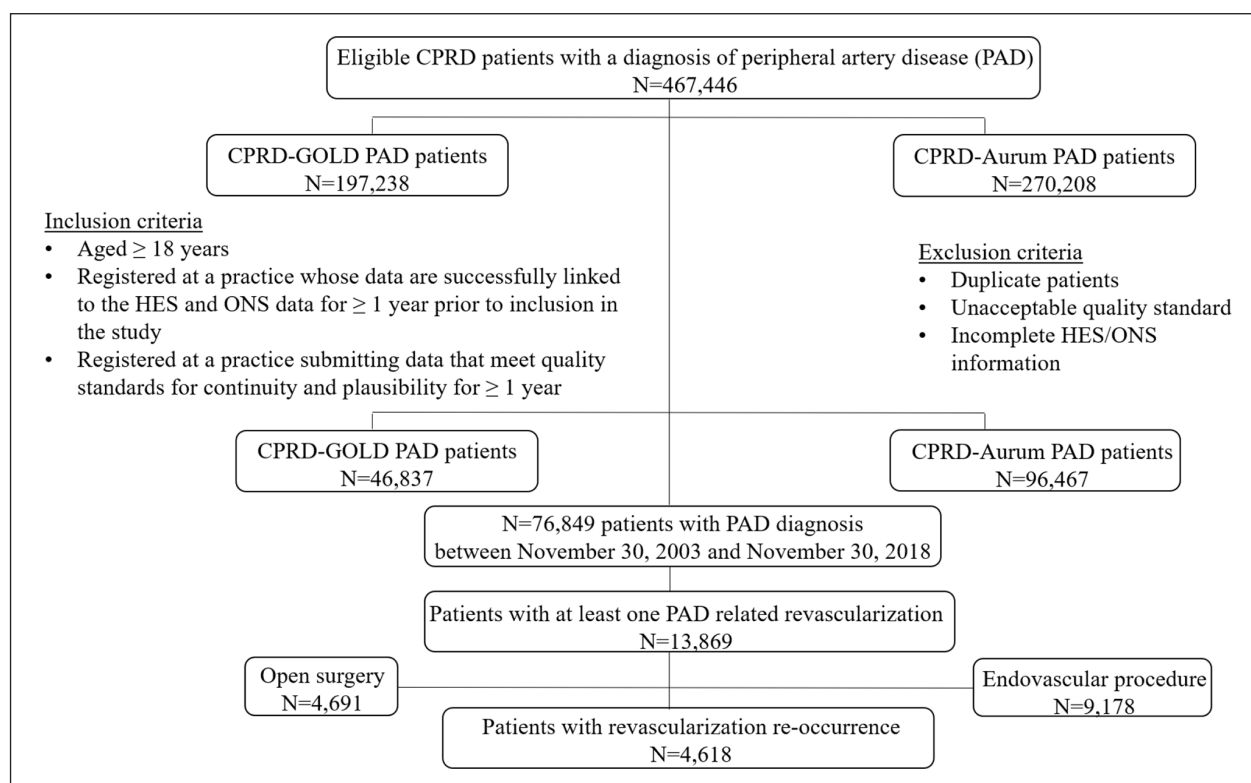 Eligible CPRD patients with a diagnosis of peripheral artery disease (PAD)
N=467,446
CPRD-GOLD PAD patients
N=197,238
CPRD-Aurum PAD patients
N=270,208
Inclusion criteria
• Aged ≥ 18 years
• Registered at a practice whose data are successfully linked
to the HES and ONS data for ≥ 1 year prior to inclusion in
the study
• Registered at a practice submitting data that meet quality
standards for continuity and plausibility for ≥ 1 year
Exclusion criteria
• Duplicate patients
• Unacceptable quality standard
• Incomplete HES/ONS
information
CPRD-GOLD PAD patients
N=46,837
CPRD-Aurum PAD patients
N=96,467
N=76,849 patients with PAD diagnosis
between November 30, 2003 and November 30, 2018
Patients with at least one PAD related revascularization
N=13,869
Open surgery
N=4,691
Endovascular procedure
N=9,178
Patients with revascularization re-occurrence
N=4,618